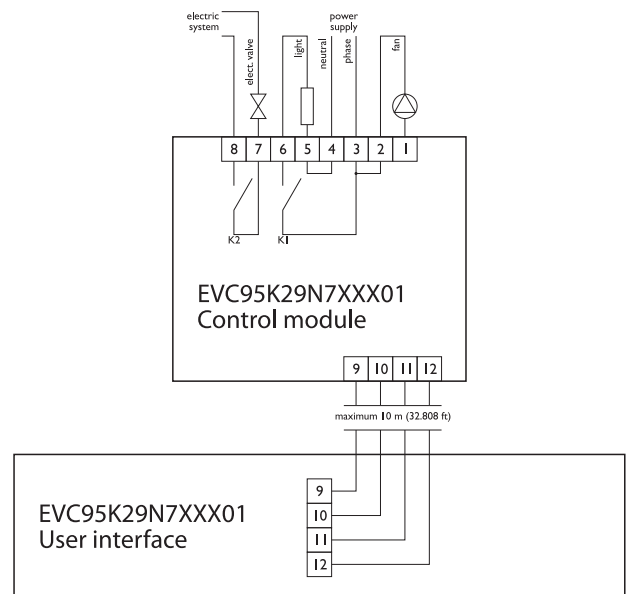 electric
system
elect. valve
light
neutral
power
supply
phase
fan
8 7 6 5 4 3 2 1
K2 K1
EVC95K29N7XXX01
Control module
9 10 11 12
maximum 10 m (32.808 ft)
EVC95K29N7XXX01
User interface
9
10
11
12